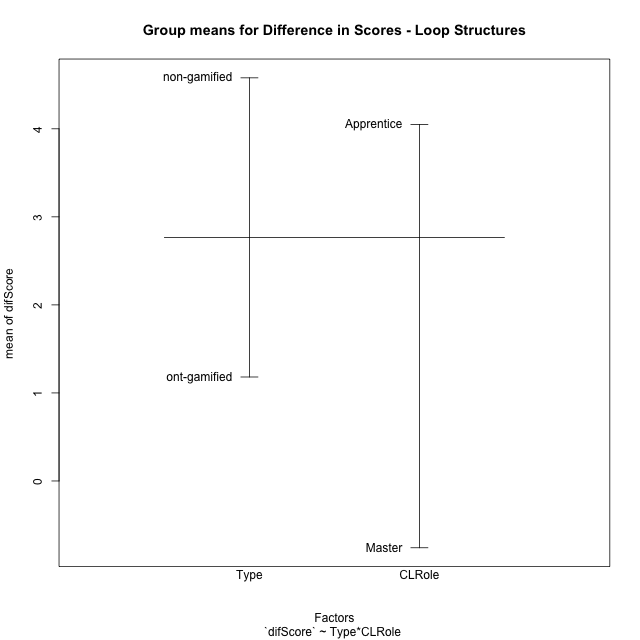 Group means for Difference in Scores - Loop Structures
non-gamified
Apprentice
4
3
2
1
0
mean of difScore
ont-gamified
Master
Type
CLRole
Factors
`difScore` ~ Type*CLRole